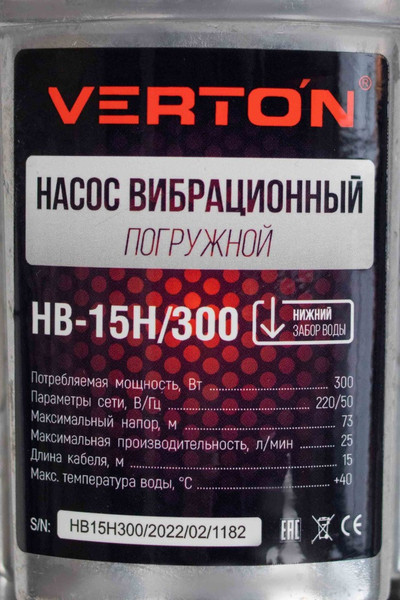 VERTON®
НАСОС ВИБРАЦИОННЫЙ
ПОГРУЖНОЙ
НВ-15Н/300
НИЖНИЙ
ЗАБОР ВОДЫ
Потребляемая мощность, Вт 300
Параметры сети, В/Гц 220/50
Максимальный напор, м 73
Максимальная производительность, л/мин 25
Длина кабеля, м 15
Макс. температура воды, °С +40
S/N: НВ15Н300/2022/02/1182
EAC CE